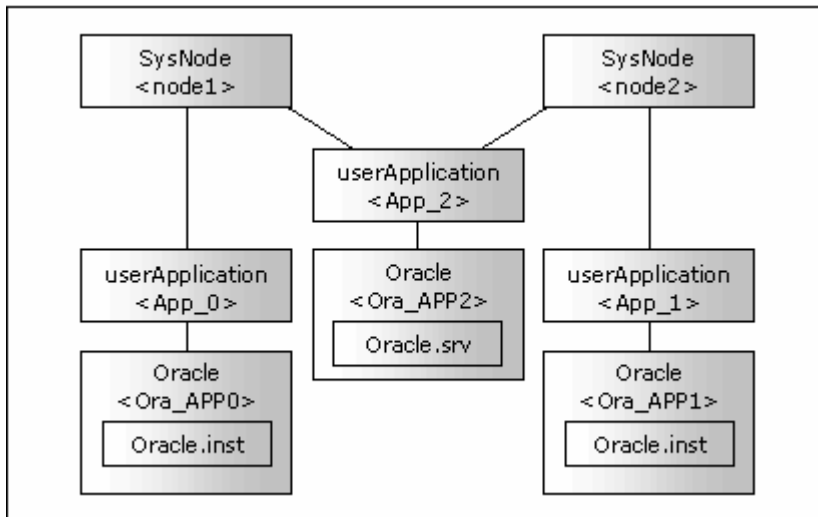 SysNode
<node1>
SysNode
<node2>
userApplication
<App_2>
userApplication
<App_0>
Oracle
<Ora_APP2>
Oracle.srv
userApplication
<App_1>
Oracle
<Ora_APP0>
Oracle.inst
Oracle
<Ora_APP1>
Oracle.inst